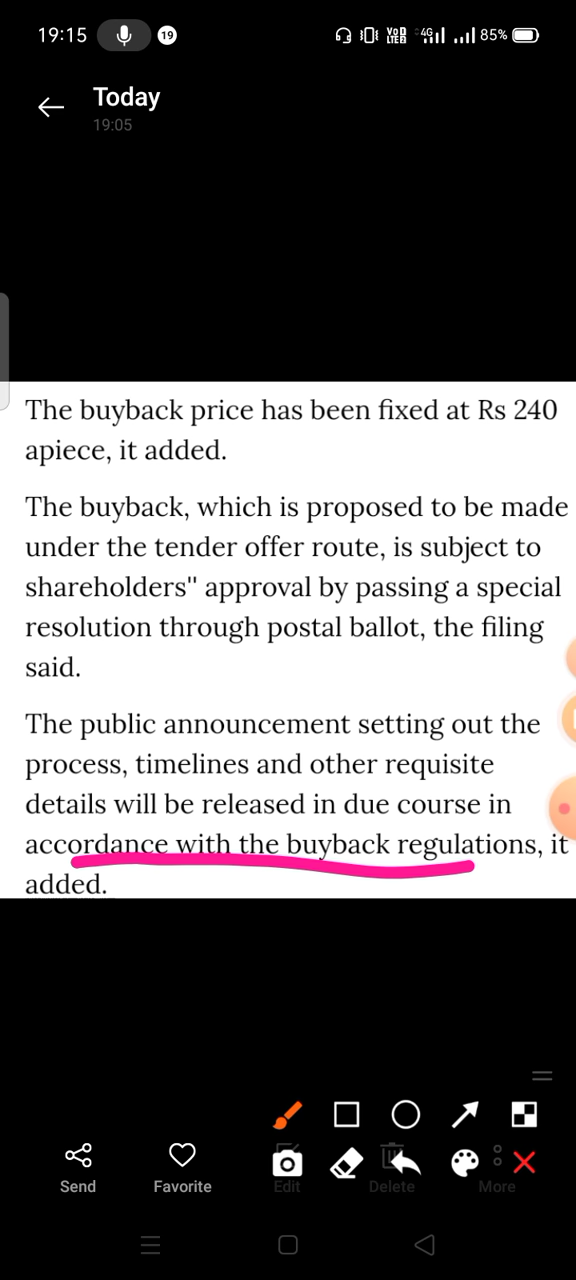 19:15
19
VoD
LTE2
4G
85%
Today
19:05
The buyback price has been fixed at Rs 240
apiece, it added.
The buyback, which is proposed to be made
under the tender offer route, is subject to
shareholders" approval by passing a special
resolution through postal ballot, the filing
said.
The public announcement setting out the
process, timelines and other requisite
details will be released in due course in
accordance with the buyback regulations, it
added.
Send
Favorite
Edit
Delete
More